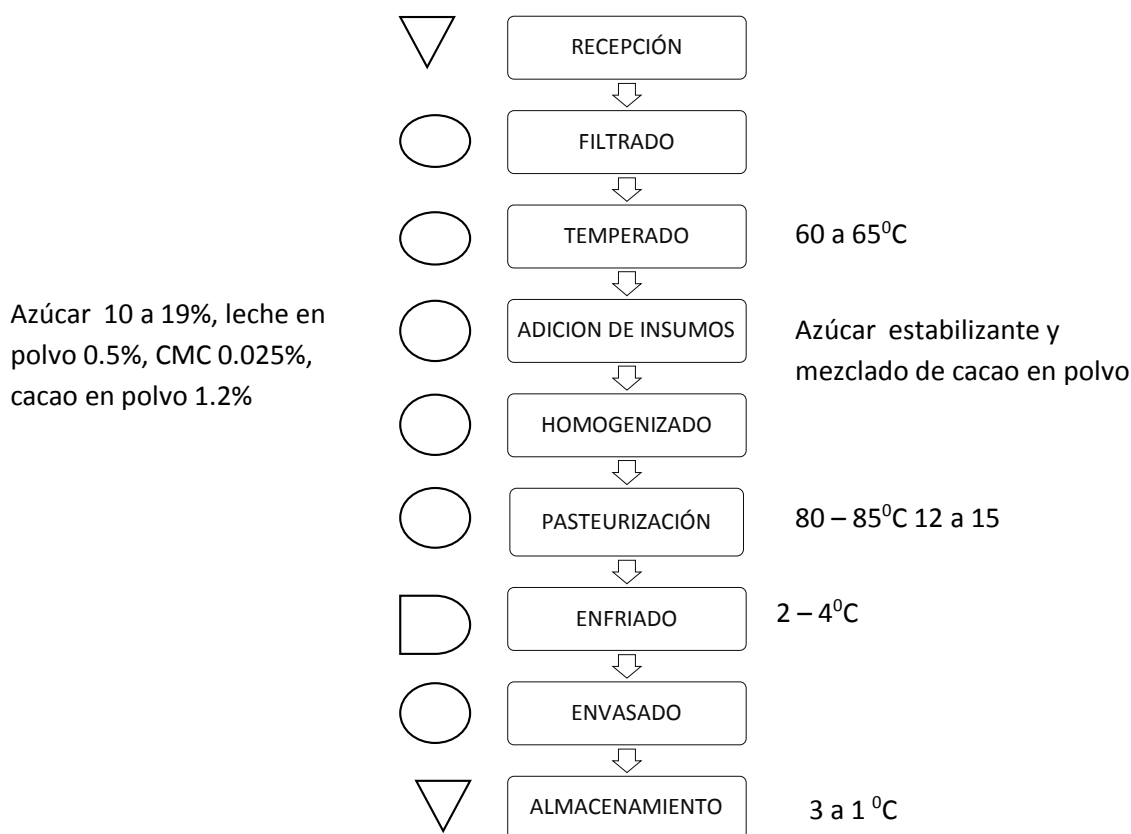 RECEPCIÓN
FILTRADO
TEMPERADO
60 a 65⁰C
Azúcar 10 a 19%, leche en
polvo 0.5%, CMC 0.025%,
cacao en polvo 1.2%
ADICION DE INSUMOS
Azúcar estabilizante y
mezclado de cacao en polvo
HOMOGENIZADO
PASTEURIZACIÓN
80 – 85⁰C 12 a 15
ENFRIADO
2 – 4⁰C
ENVASADO
ALMACENAMIENTO
3 a 1 ⁰C